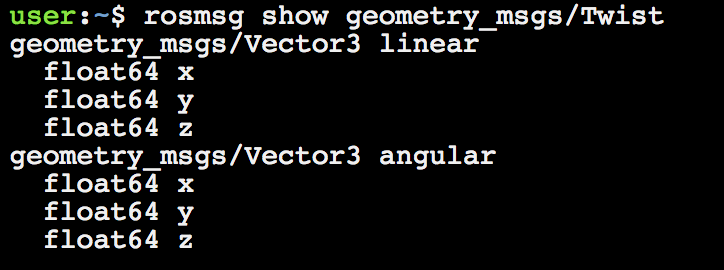 user:~$ rosmsg show geometry_msgs/Twist
geometry_msgs/Vector3 linear
  float64 x
  float64 y
  float64 z
geometry_msgs/Vector3 angular
  float64 x
  float64 y
  float64 z